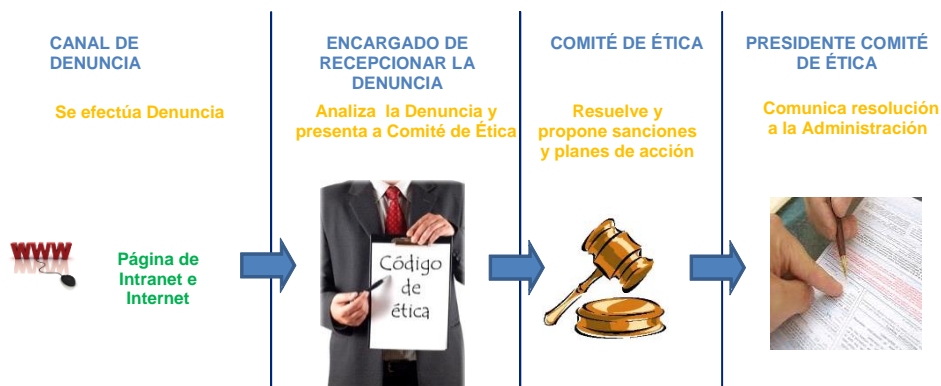 CANAL DE
DENUNCIA
Se efectúa Denuncia
WWW
Página de
Intranet e
Internet
ENCARGADO DE
RECEPCIONAR LA
DENUNCIA
Analiza la Denuncia y
presenta a Comité de Ética
Código
de
ética
COMITÉ DE ÉTICA
Resuelve y
propone sanciones
y planes de acción
PRESIDENTE COMITÉ
DE ÉTICA
Comunica resolución
a la Administración